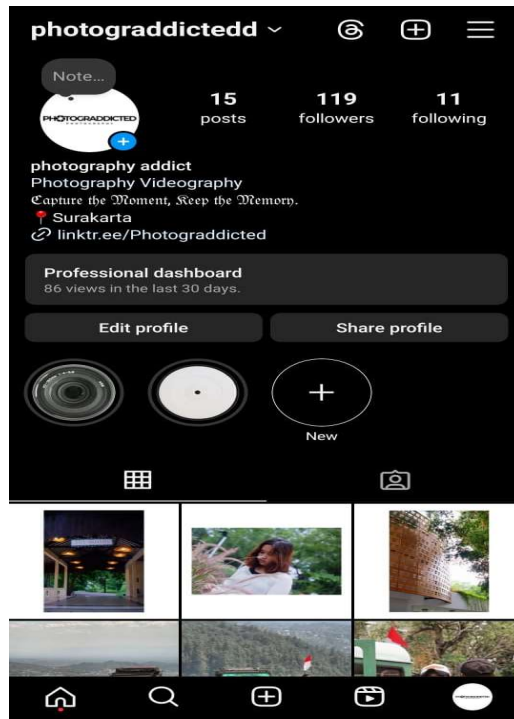 photograddictedd
Note...
PHOTOGRADDICTED
PHOTOGRAPHY
15 119 11
posts followers following
photography addict
Photography Videography
ℭ𝔞𝔭𝔱𝔲𝔯𝔢 𝔱𝔥𝔢 𝔐𝔬𝔪𝔢𝔫𝔱, 𝔎𝔢𝔢𝔭 𝔱𝔥𝔢 𝔐𝔢𝔪𝔬𝔯𝔶.
📍 Surakarta
linktr.ee/Photograddicted
Professional dashboard
86 views in the last 30 days.
Edit profile Share profile
New